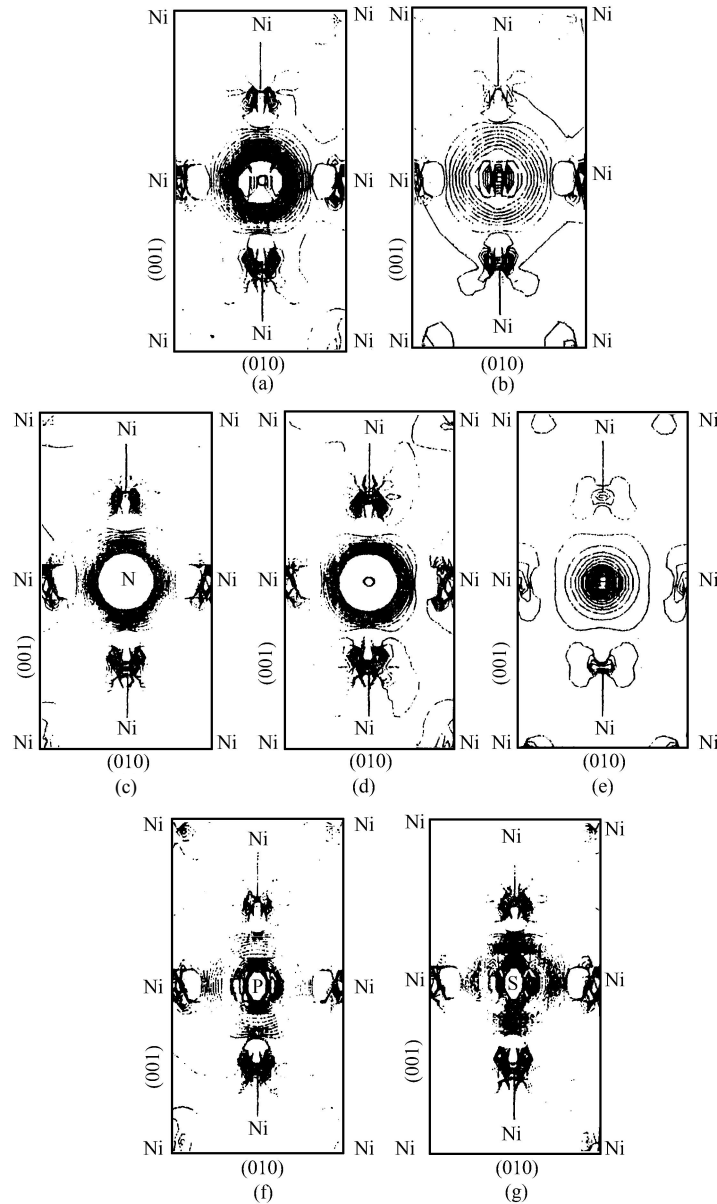 Ni Ni Ni Ni Ni
Ni
Ni Ni Ni Ni
(001) (001)
Ni Ni
Ni Ni Ni Ni
(010) (010)
(a) (b)
Ni Ni Ni Ni Ni Ni
Ni Ni Ni
Ni N Ni Ni Ni Ni Ni
(001) (001) (001)
Ni Ni Ni
Ni Ni Ni Ni Ni Ni
(010) (010) (010)
(c) (d) (e)
Ni Ni Ni Ni
Ni Ni
Ni P Ni Ni S Ni
(001) (001)
Ni Ni
Ni Ni Ni Ni
(010) (010)
(f) (g)